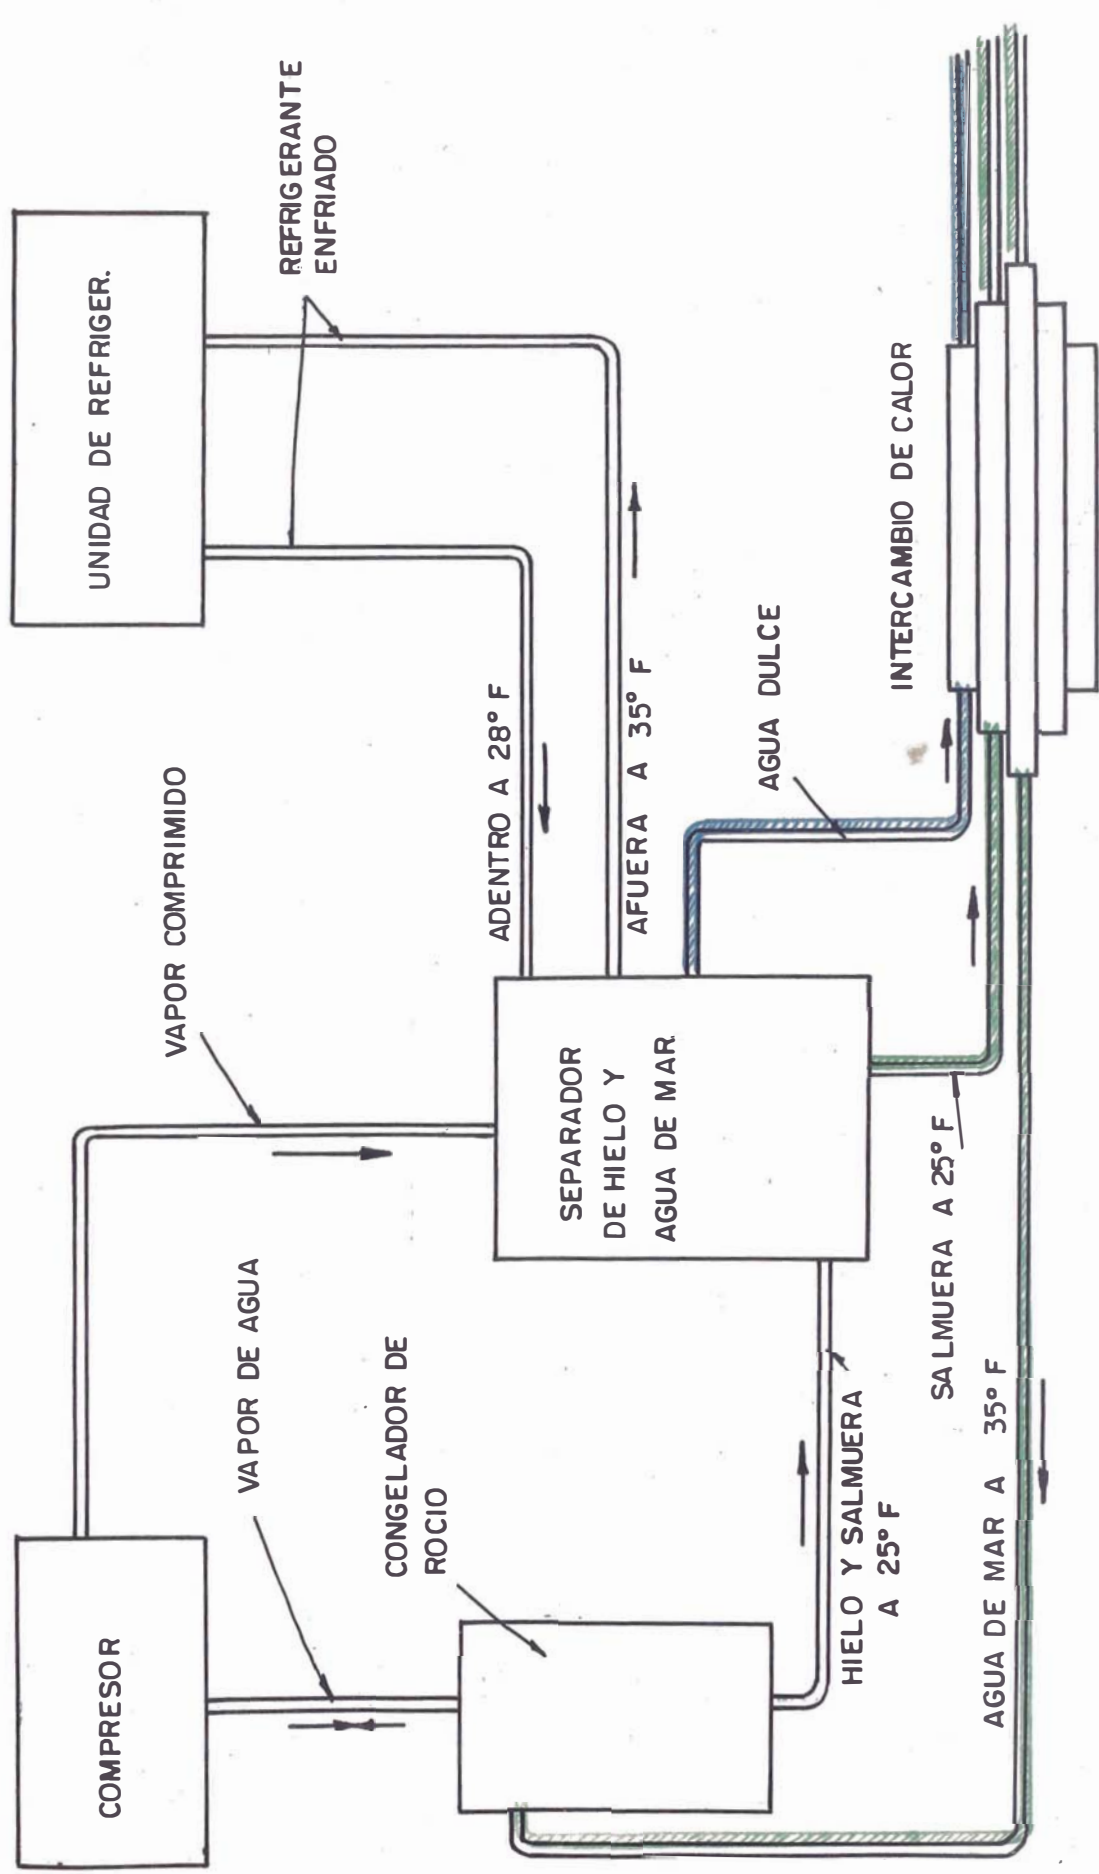 COMPRESOR
VAPOR DE AGUA
VAPOR COMPRIMIDO
UNIDAD DE REFRIGER.
REFRIGERANTE
ENFRIADO
CONGELADOR DE
ROCIO
ADENTRO A 28° F
AFUERA A 35° F
SEPARADOR
DE HIELO Y
AGUA DE MAR
AGUA DULCE
HIELO Y SALMUERA
A 25° F
SALMUERA A 25° F
INTERCAMBIO DE CALOR
AGUA DE MAR A 35° F